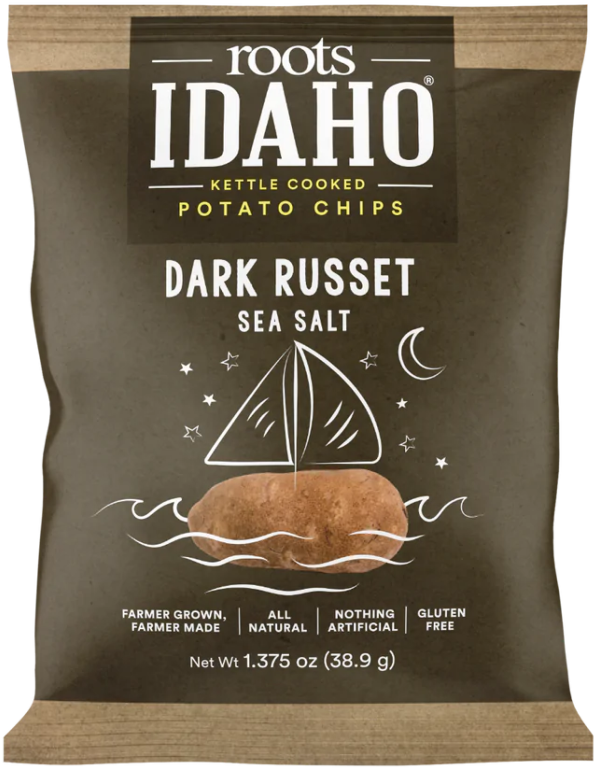 roots
IDAHO®
KETTLE COOKED
POTATO CHIPS
DARK RUSSET
SEA SALT
FARMER GROWN,
FARMER MADE
ALL
NATURAL
NOTHING
ARTIFICIAL
GLUTEN
FREE
Net Wt 1.375 oz (38.9 g)